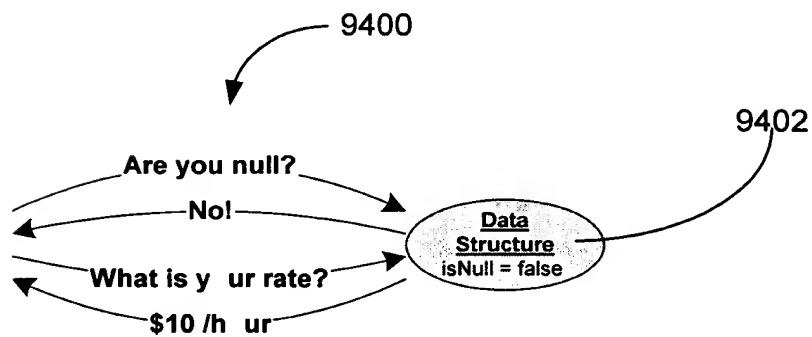 9400
9402
Are you null?
No!
Data
Structure
isNull = false
What is y ur rate?
$10 /h ur